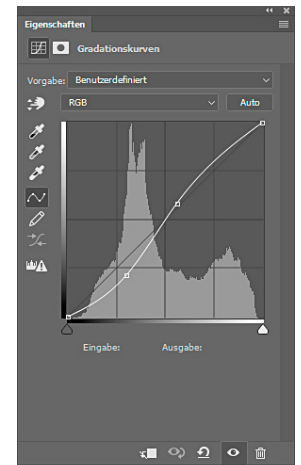 Eigenschaften
Gradationskurven
Vorgabe: Benutzerdefiniert
RGB Auto
Eingabe: Ausgabe: